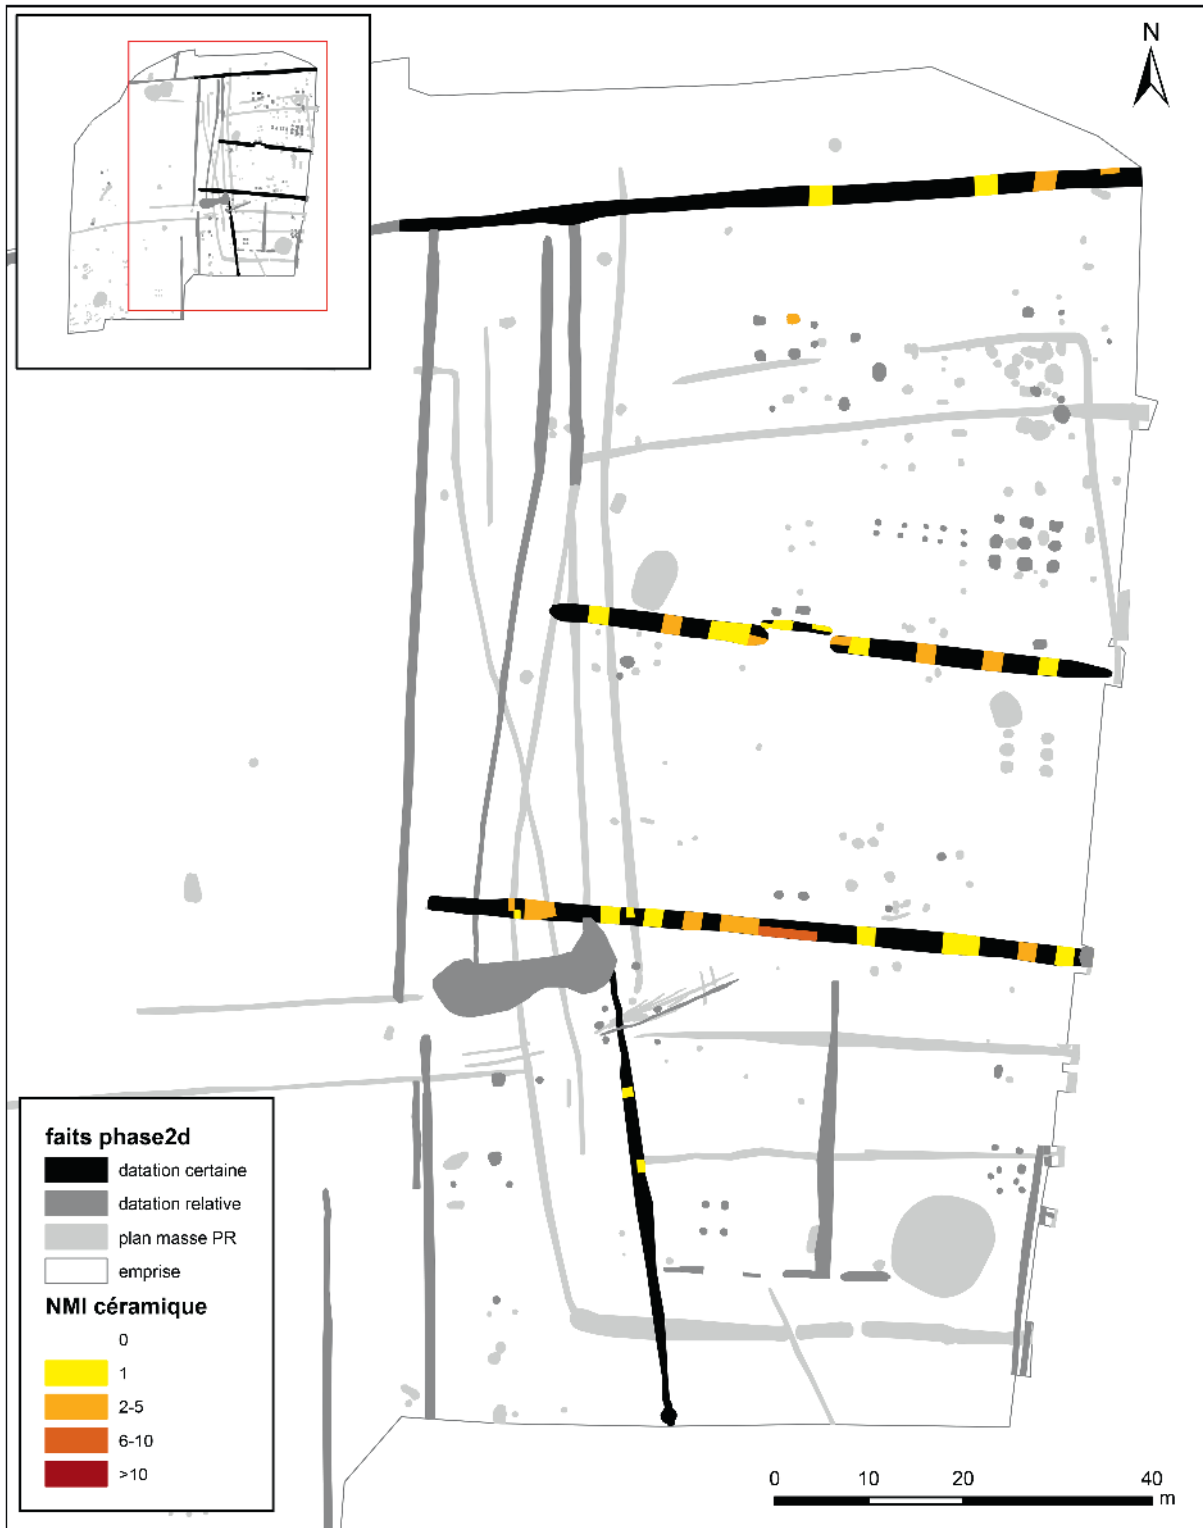 N
faits phase2d
datation certaine
datation relative
plan masse PR
emprise
NMI céramique
0
1
2-5
6-10
>10
0 10 20 40
m